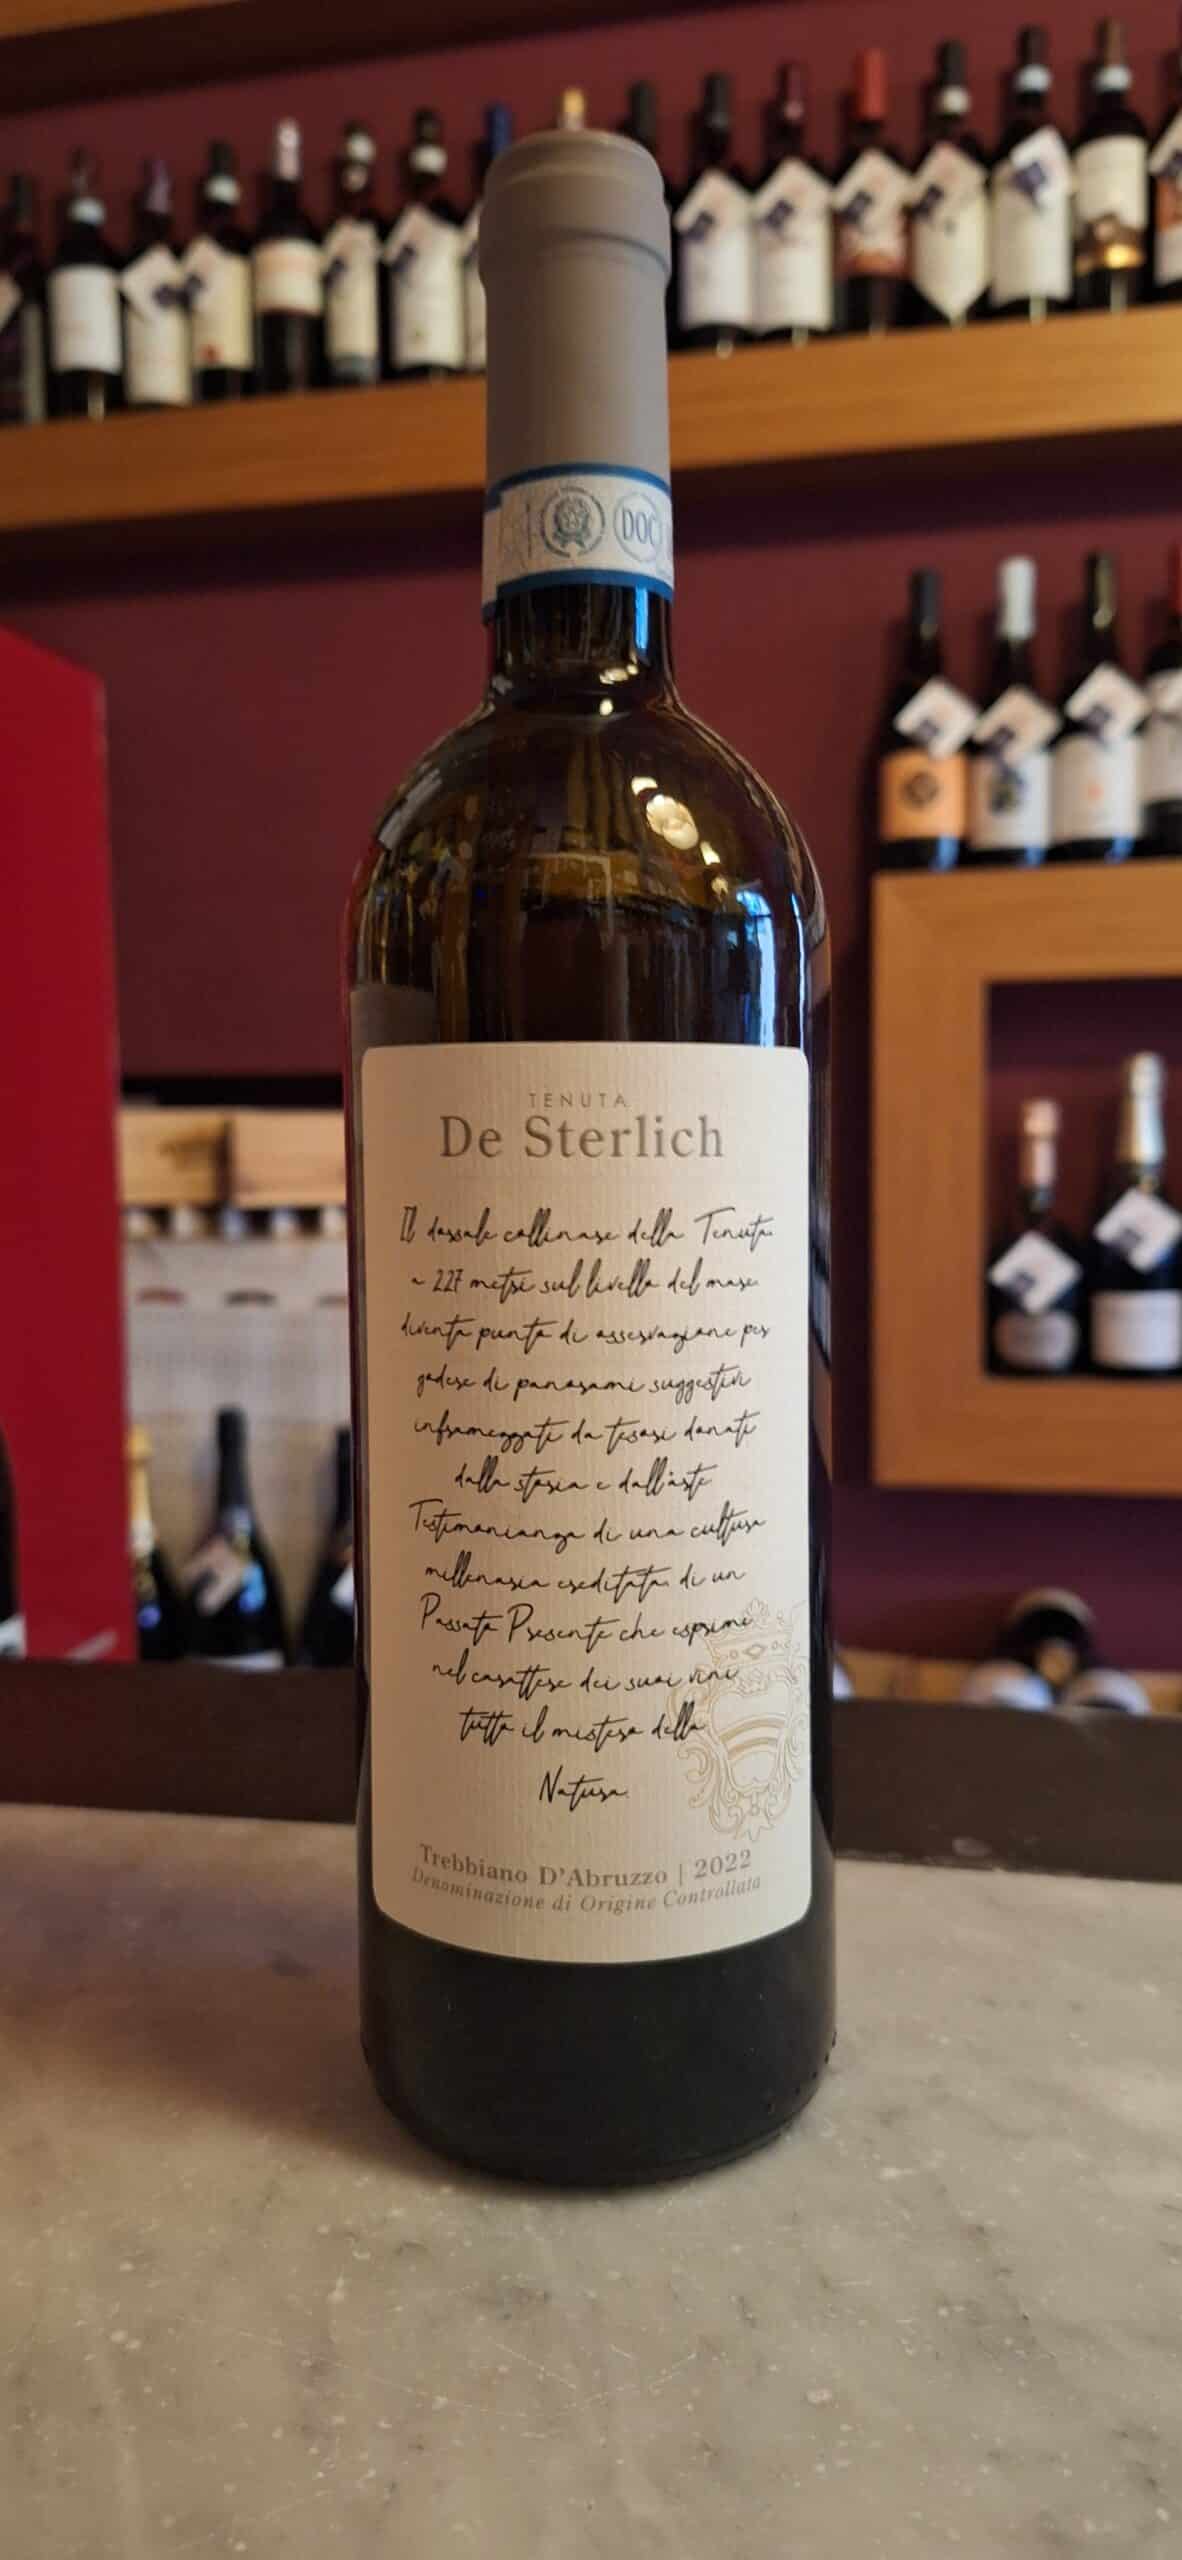 DOC
TENUTA
De Sterlich
Il dorsale collinare della Tenuta,
a 227 metri sul livello del mare
diventa punto di osservazione per
godere di panorami suggestivi
inframezzati da tesori donati
dalla storia e dall'arte
Testimonianza di una cultura
millenaria ereditata, di un
Passato Presente che esprime
nel carattere dei suoi vini
tutto il mistero della
Natura.
Trebbiano D'Abruzzo | 2022
Denominazione di Origine Controllata